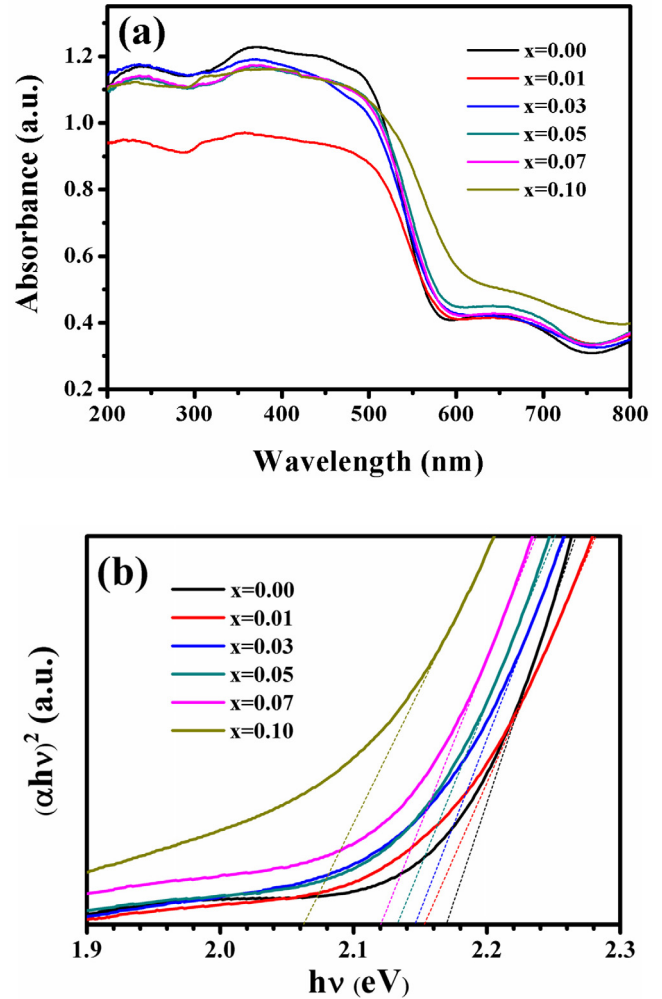 (a)
x=0.00
x=0.01
x=0.03
x=0.05
x=0.07
x=0.10
1.2
1.0
0.8
0.6
0.4
0.2
Absorbance (a.u.)
200 300 400 500 600 700 800
Wavelength (nm)
(b)
x=0.00
x=0.01
x=0.03
x=0.05
x=0.07
x=0.10
(αhν)² (a.u.)
1.9 2.0 2.1 2.2 2.3
hν (eV)